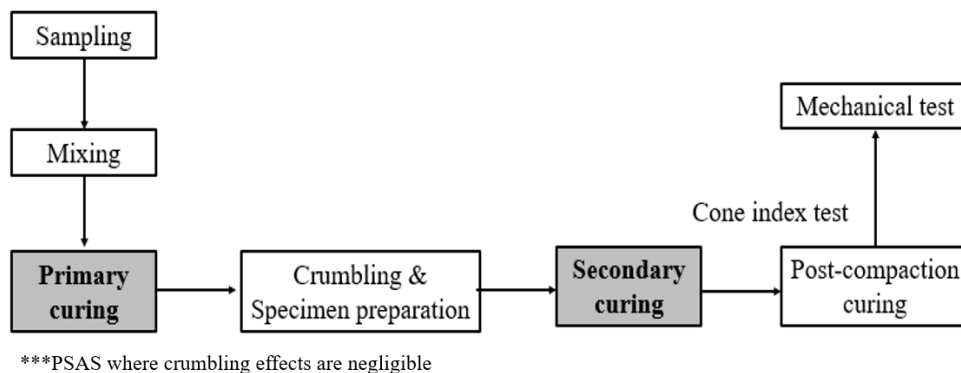 Sampling
Mixing
Primary
curing
Crumbling &
Specimen preparation
Secondary
curing
Post-compaction
curing
Cone index test
Mechanical test
***PSAS where crumbling effects are negligible